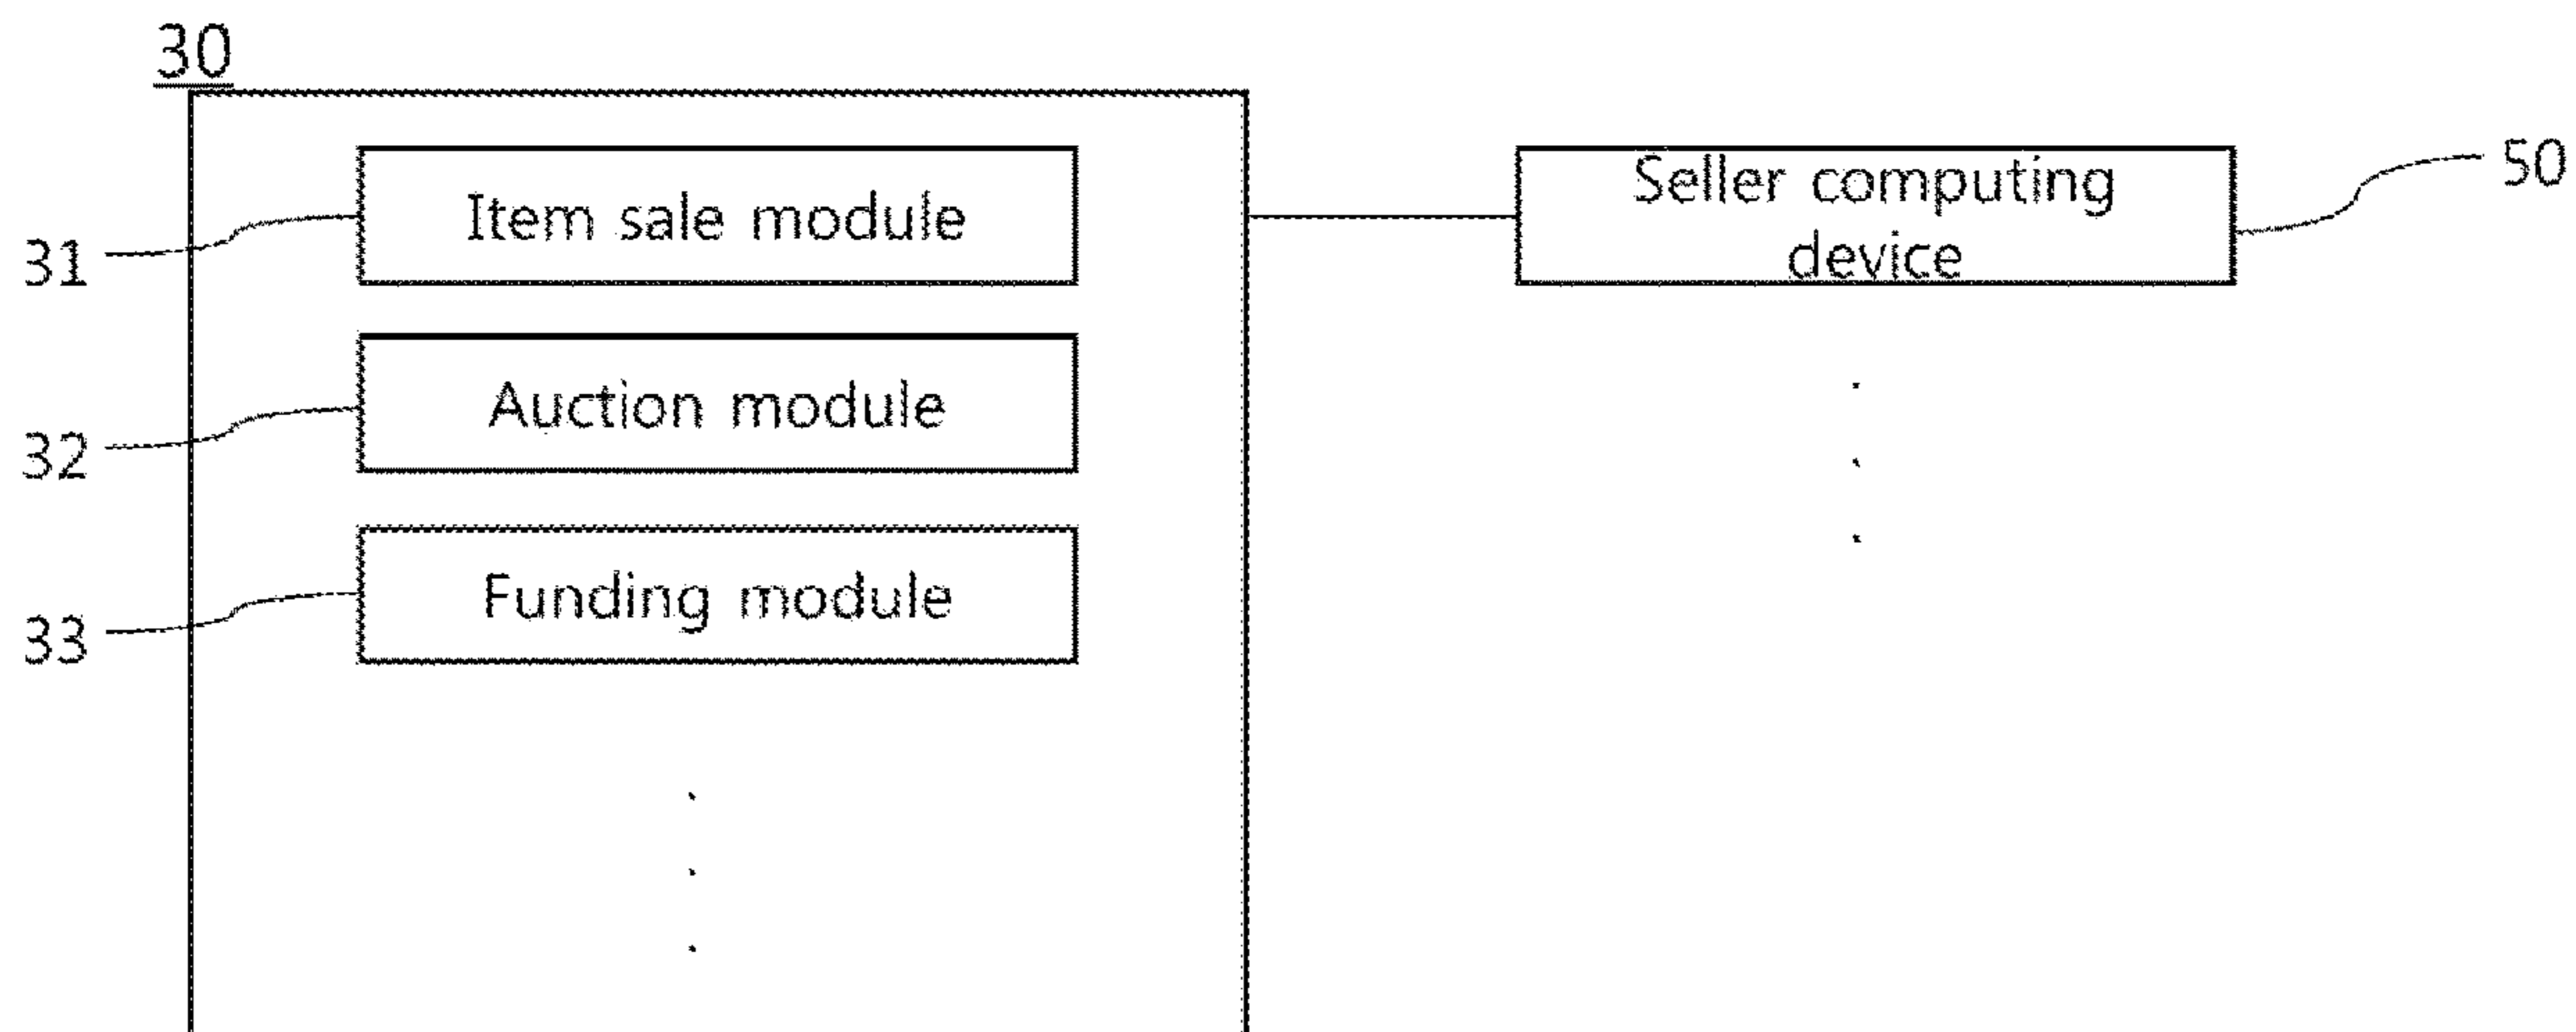 30
31
Item sale module
Seller computing
device
50
32
Auction module
33
Funding module